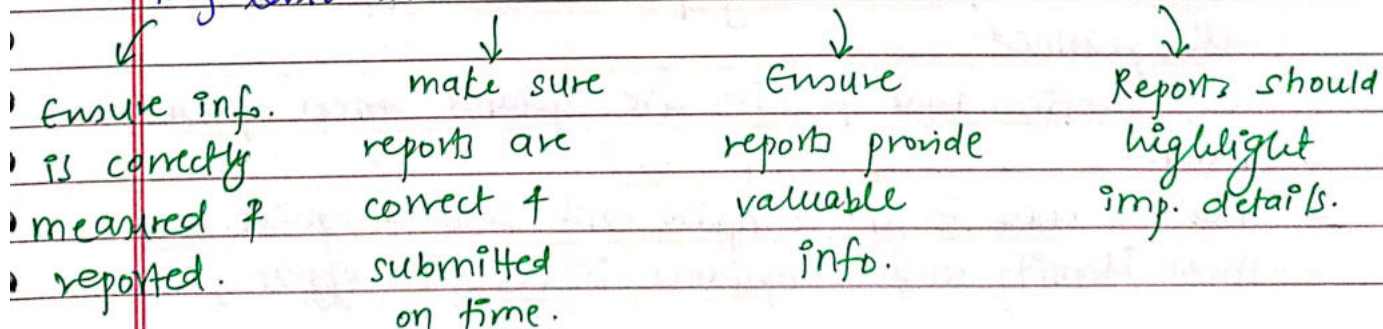 Ensure info.
is correctly
measured &
reported.
make sure
reports are
correct &
submitted
on time.
Ensure
reports provide
valuable
info.
Reports should
highlight
imp. details.